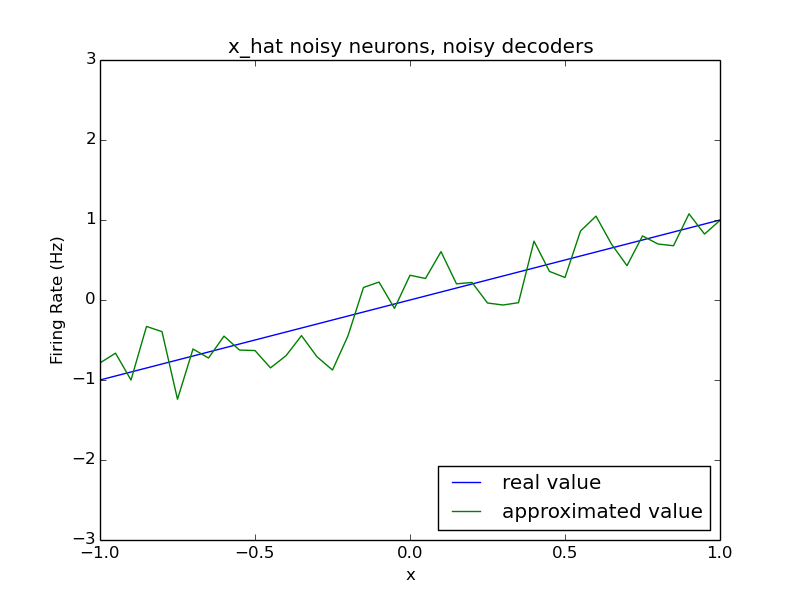 x_hat noisy neurons, noisy decoders
3
2
1
0
−1
−2
−3
Firing Rate (Hz)
real value
approximated value
−1.0 −0.5 0.0 0.5 1.0
x